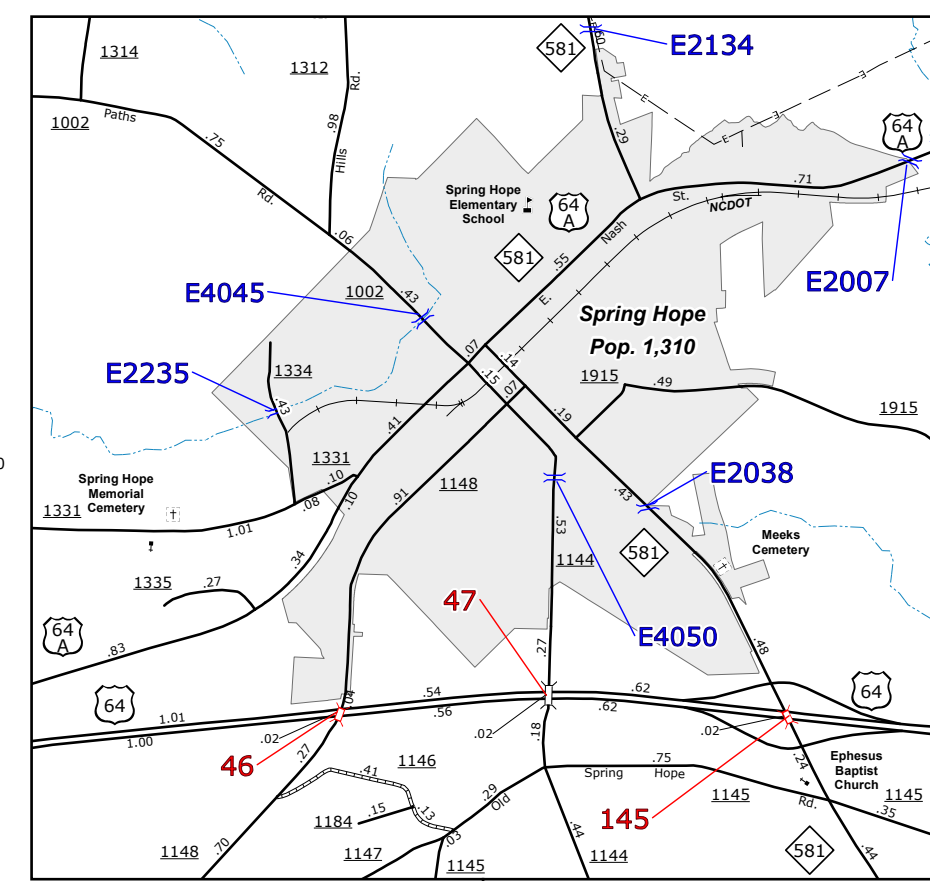 1314
1312
Rd.
.98
Hills
1002
Paths
.75
Rd.
.06
581
.60
E2134
E
E
E
E
.29
64
A
.71
St.
NCDOT
E2007
Spring Hope
Elementary
School
64
A
581
Nash
.55
E.
E4045
1002
.43
Spring Hope
Pop. 1,310
.07
.14
.15
.07
1915
.49
1915
.19
E2235
1334
.43
.41
1331
.10
.08
.10
.91
1148
Spring Hope
Memorial
Cemetery
1331
1.01
0
.43
E2038
.53
581
Meeks
Cemetery
1144
1335
.27
.34
64
A
.83
47
E4050
.27
.48
64
1.01
1.00
.04
.54
.56
.62
.62
64
.02
.02
.02
46
.27
.18
145
.24
Ephesus
Baptist
Church
1146
.41
.75
Spring Hope
Rd.
1145
1145
.35
.29
Old
1184
.15
.13
.03
1148
.70
1147
1145
.44
1144
581
.44